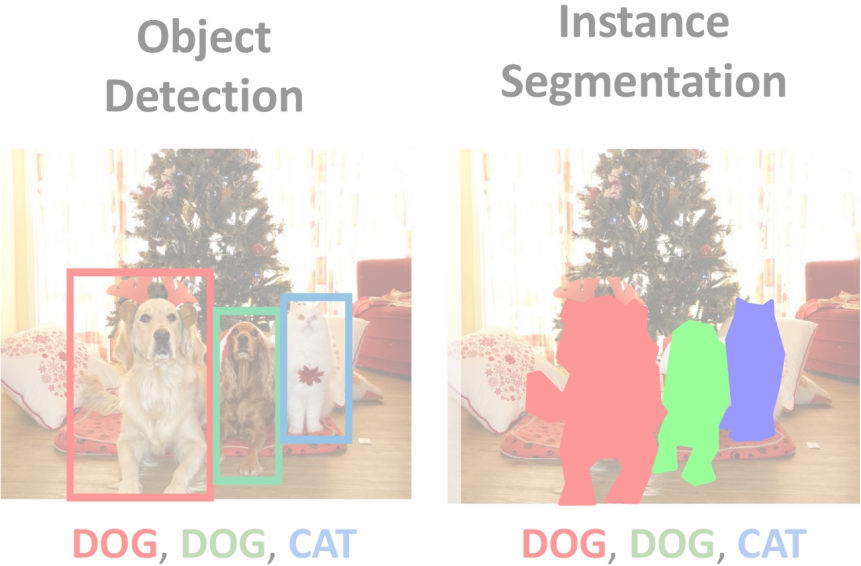 Object
Detection
Instance
Segmentation
DOG, DOG, CAT
DOG, DOG, CAT